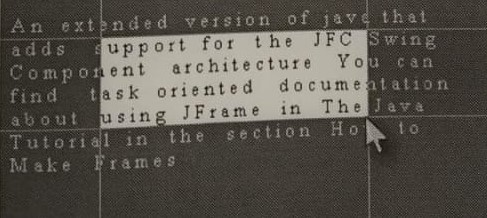 An extended version of java that
adds support for the JFC Swing
Component architecture You can
find task oriented documentation
about using JFrame in The Java
Tutorial in the section How to
Make Frames